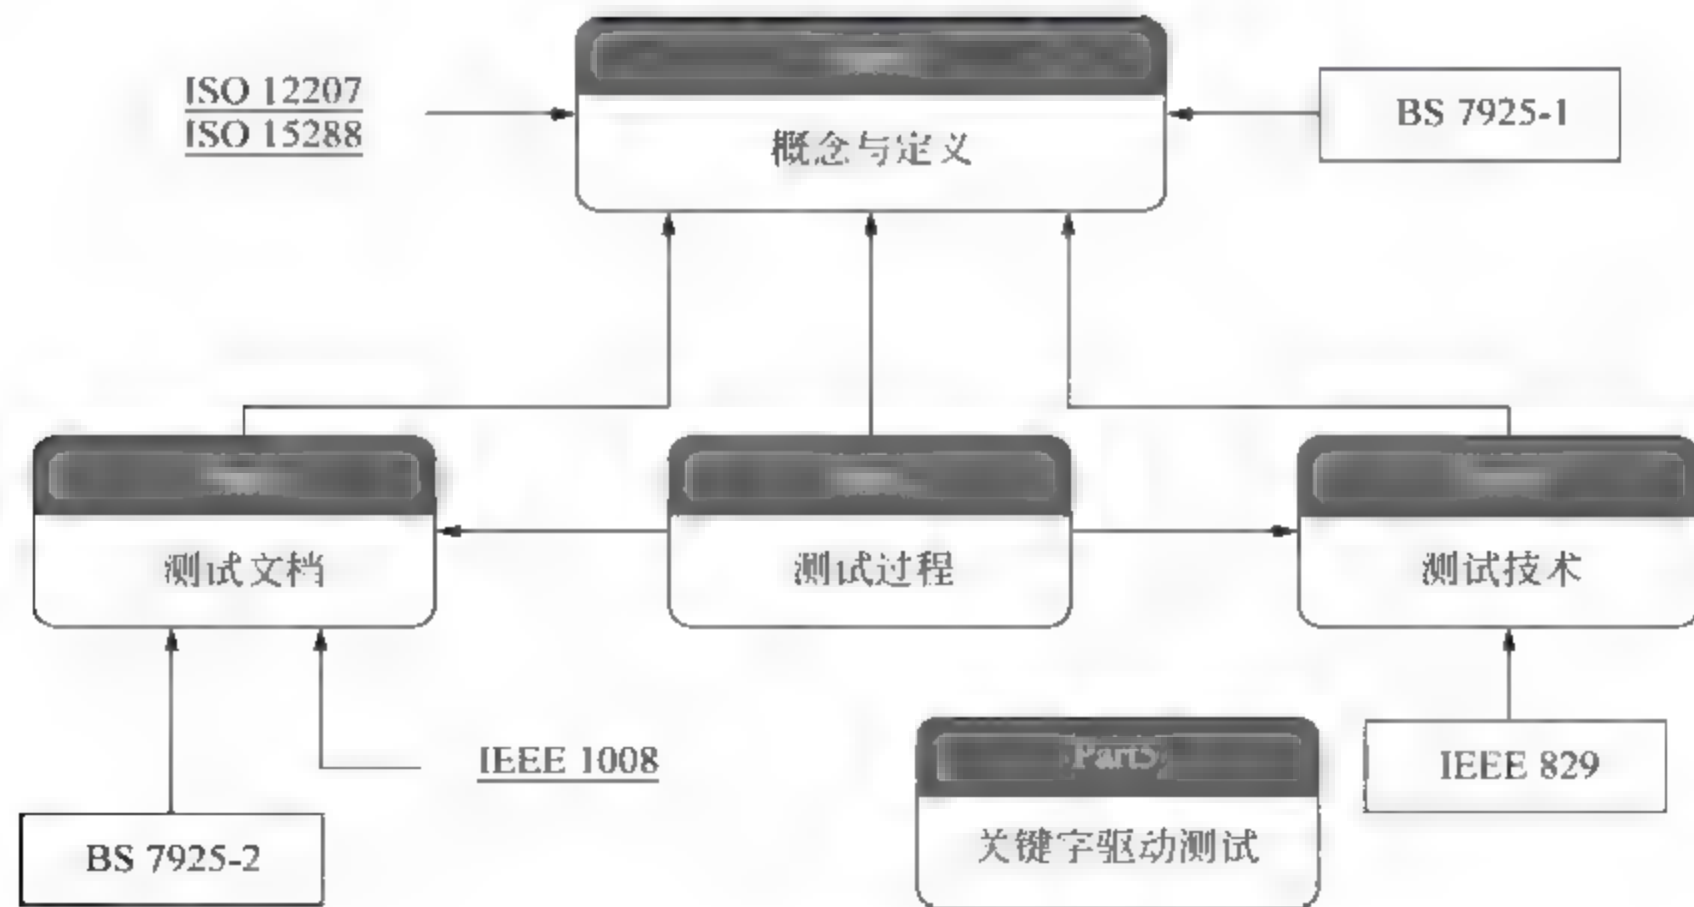 ISO 12207
ISO 15288
BS 7925-1
概念与定义
测试文档
测试过程
测试技术
IEEE 1008
Part5
IEEE 829
BS 7925-2
关键字驱动测试